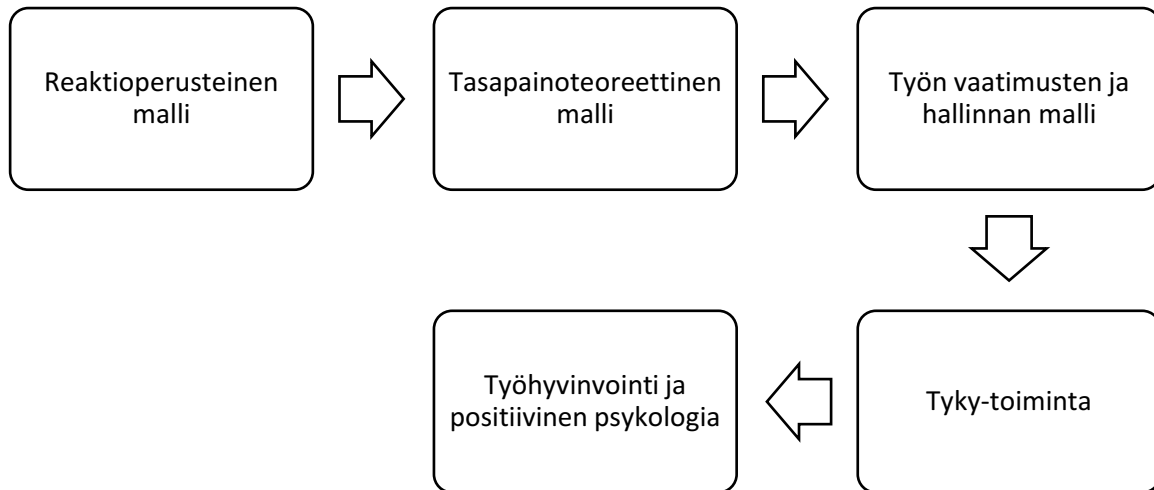 Reaktioperusteinen
malli
Tasapainoteoreettinen
malli
Työn vaatimusten ja
hallinnan malli
Tyky-toiminta
Työhyvinvointi ja
positiivinen psykologia